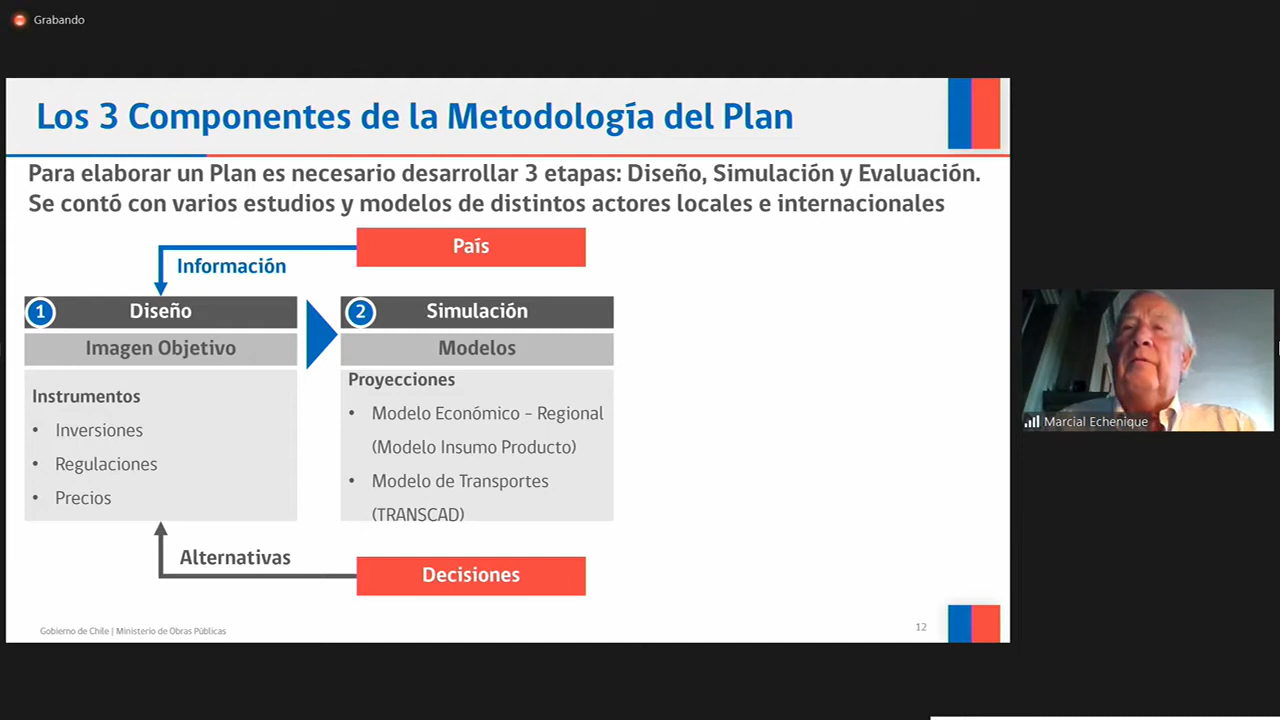 Grabando
Los 3 Componentes de la Metodología del Plan
Para elaborar un Plan es necesario desarrollar 3 etapas: Diseño, Simulación y Evaluación.
Se contó con varios estudios y modelos de distintos actores locales e internacionales
País
Información
1 Diseño
Imagen Objetivo
Instrumentos
• Inversiones
• Regulaciones
• Precios
2 Simulación
Modelos
Proyecciones
• Modelo Económico - Regional
(Modelo Insumo Producto)
• Modelo de Transportes
(TRANSCAD)
Alternativas
Decisiones
Gobierno de Chile | Ministerio de Obras Públicas
12
Marcial Echenique